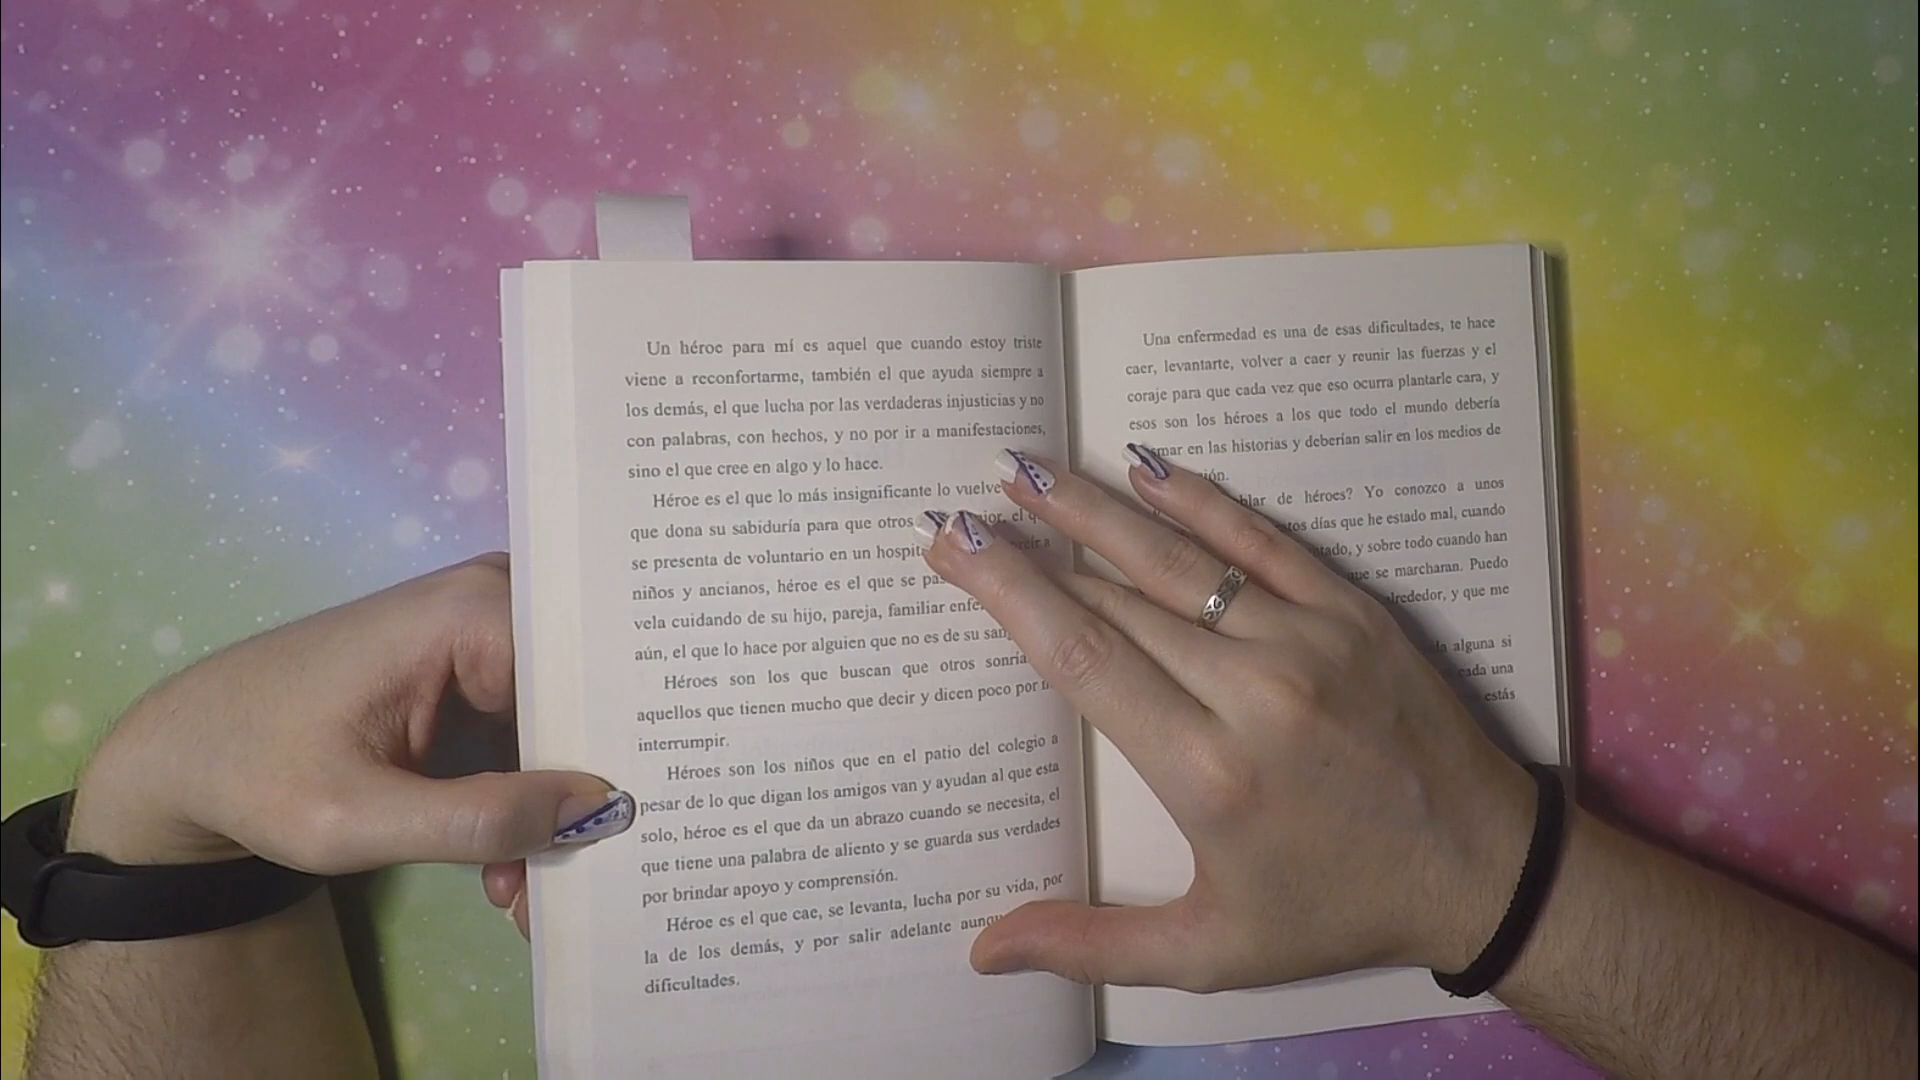 Un héroe para mí es aquel que cuando estoy triste
viene a reconfortarme, también el que ayuda siempre a
los demás, el que lucha por las verdaderas injusticias y no
con palabras, con hechos, y no por ir a manifestaciones,
sino el que cree en algo y lo hace.
Héroe es el que lo más insignificante lo vuelve
que dona su sabiduría para que otros
se presenta de voluntario en un
niños y ancianos, héroe es el que se
vela cuidando de su hijo, pareja, familiar
aún, el que lo hace por alguien que no es de su
Héroes son los que buscan que otros
aquellos que tienen mucho que decir y dicen poco por
interrumpir.
Héroes son los niños que en el patio del colegio a
pesar de lo que digan los amigos van y ayudan al que esta
solo, héroe es el que da un abrazo cuando se necesita, el
que tiene una palabra de aliento y se guarda sus verdades
por brindar apoyo y comprensión.
Héroe es el que cae, se levanta, lucha por su vida, por
la de los demás, y por salir adelante
dificultades.
Una enfermedad es una de esas dificultades, te hace
caer, levantarte, volver a caer y reunir las fuerzas y el
coraje para que cada vez que eso ocurra plantarle cara, y
esos son los héroes a los que todo el mundo debería
en las historias y deberían salir en los medios de
de héroes? Yo conozco a unos
días que he estado mal, cuando
y sobre todo cuando han
que se marcharan. Puedo
y que me
alguna si
cada una
estás